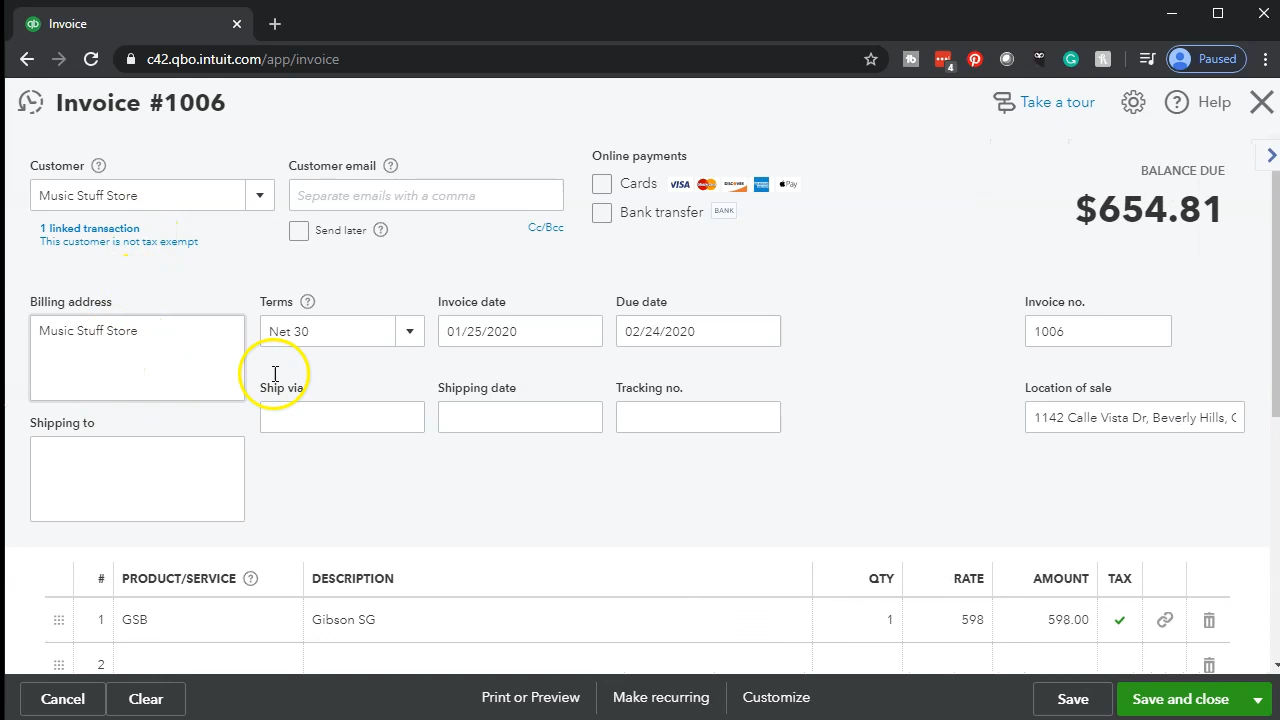 Invoice
c42.qbo.intuit.com/app/invoice
4
Paused
Invoice #1006
Take a tour
Help
Customer
Customer email
Online payments
BALANCE DUE
Music Stuff Store
Separate emails with a comma
Cards VISA DISCOVER Pay
$654.81
1 linked transaction
This customer is not tax exempt
Send later
Cc/Bcc
Bank transfer BANK
Billing address
Terms
Invoice date
Due date
Invoice no.
Music Stuff Store
Net 30
01/25/2020
02/24/2020
1006
Ship via
Shipping date
Tracking no.
Location of sale
1142 Calle Vista Dr, Beverly Hills, C
Shipping to
# PRODUCT/SERVICE DESCRIPTION QTY RATE AMOUNT TAX
1 GSB Gibson SG 1 598 598.00
2
Cancel Clear Print or Preview Make recurring Customize Save Save and close